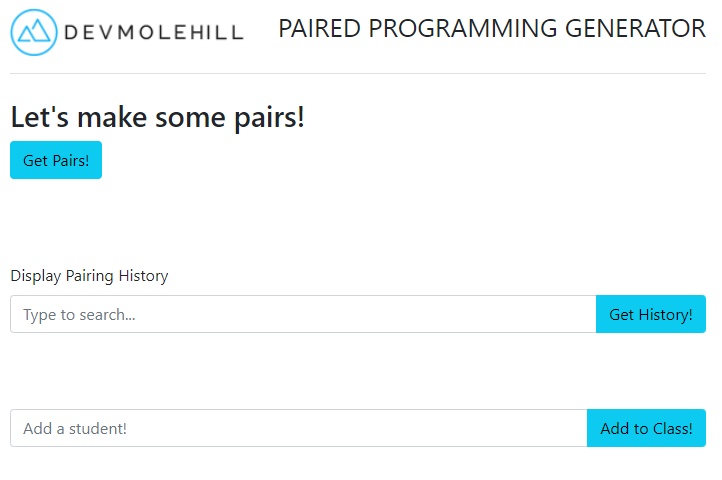 DEVMOLEHILL PAIRED PROGRAMMING GENERATOR
Let's make some pairs!
Get Pairs!
Display Pairing History
Type to search... Get History!
Add a student! Add to Class!